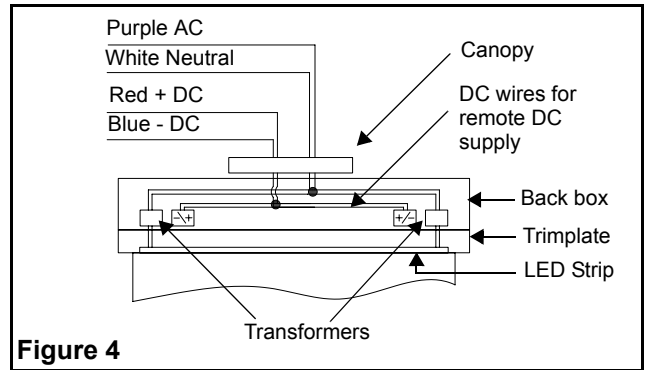 Purple AC
White Neutral
Red + DC
Blue - DC
Canopy
DC wires for
remote DC
supply
Back box
-\+
+/-
Trimplate
LED Strip
Transformers
Figure 4